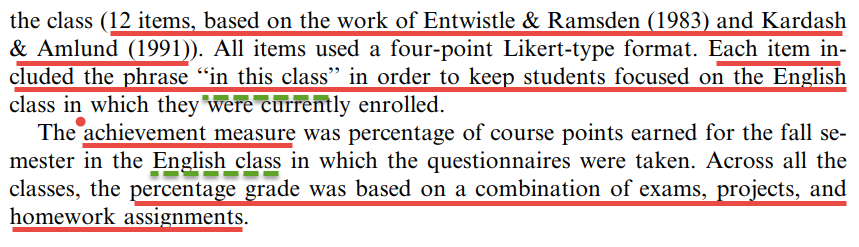 the class (12 items, based on the work of Entwistle & Ramsden (1983) and Kardash
& Amlund (1991)). All items used a four-point Likert-type format. Each item in-
cluded the phrase “in this class” in order to keep students focused on the English
class in which they were currently enrolled.
The achievement measure was percentage of course points earned for the fall se-
mester in the English class in which the questionnaires were taken. Across all the
classes, the percentage grade was based on a combination of exams, projects, and
homework assignments.